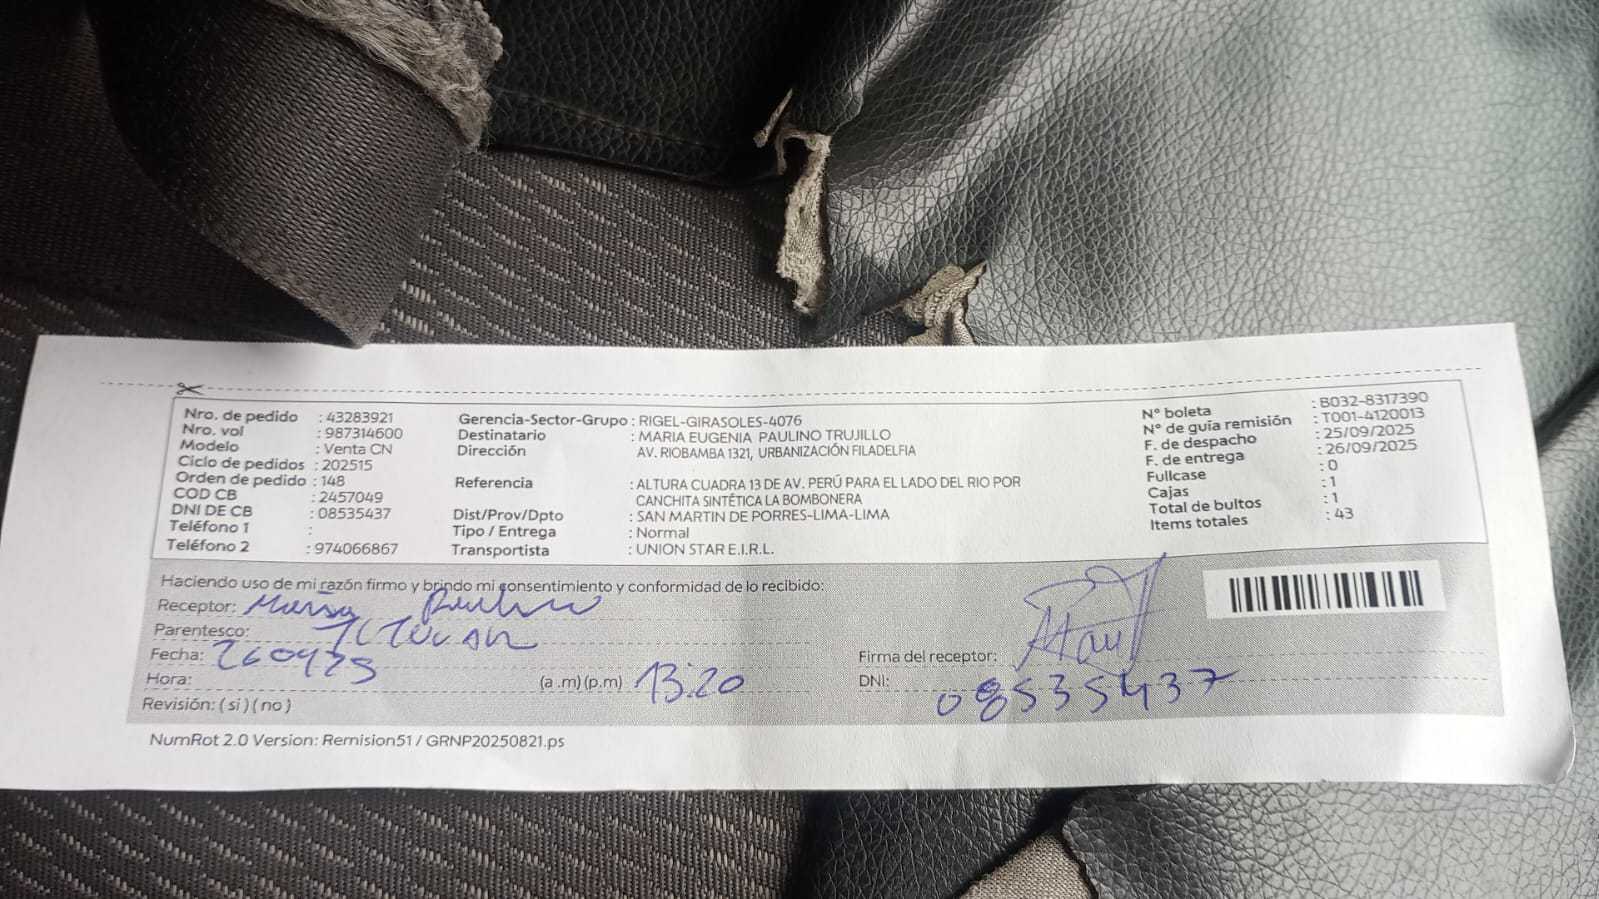 Nro. de pedido : 43283921
Nro. vol : 987314600
Modelo : Venta CN
Ciclo de pedidos : 202515
Orden de pedido : 148
COD CB : 2457049
DNI DE CB : 08535437
Teléfono 1 :
Teléfono 2 : 974066867
Gerencia-Sector-Grupo : RIGEL-GIRASOLES-4076
Destinatario : MARIA EUGENIA PAULINO TRUJILLO
Dirección : AV. RIOBAMBA 1321, URBANIZACIÓN FILADELFIA
Referencia : ALTURA CUADRA 13 DE AV. PERÚ PARA EL LADO DEL RIO POR
CANCHITA SINTÉTICA LA BOMBONERA
Dist/Prov/Dpto : SAN MARTIN DE PORRES-LIMA-LIMA
Tipo / Entrega : Normal
Transportista : UNION STAR E.I.R.L.
N° boleta : B032-8317390
N° de guía remisión : T001-4120013
F. de despacho : 25/09/2025
F. de entrega : 26/09/2025
Fullcase : 0
Cajas : 1
Total de bultos : 1
Items totales : 43
Haciendo uso de mi razón firmo y brindo mi consentimiento y conformidad de lo recibido:
Receptor: Maria
Parentesco:
Fecha:
Hora: (a .m) (p.m) 13:20
Revisión: ( si ) ( no )
Firma del receptor:
DNI: 08535437
NumRot 2.0 Version: Remision51 / GRNP20250821.ps